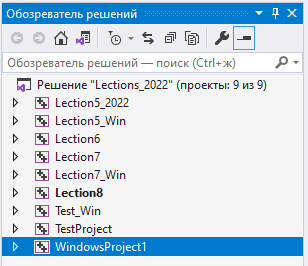 Обозреватель решений
Обозреватель решений — поиск (Ctrl+ж)
Решение "Lections_2022" (проекты: 9 из 9)
Lection5_2022
Lection5_Win
Lection6
Lection7
Lection7_Win
Lection8
Test_Win
TestProject
WindowsProject1